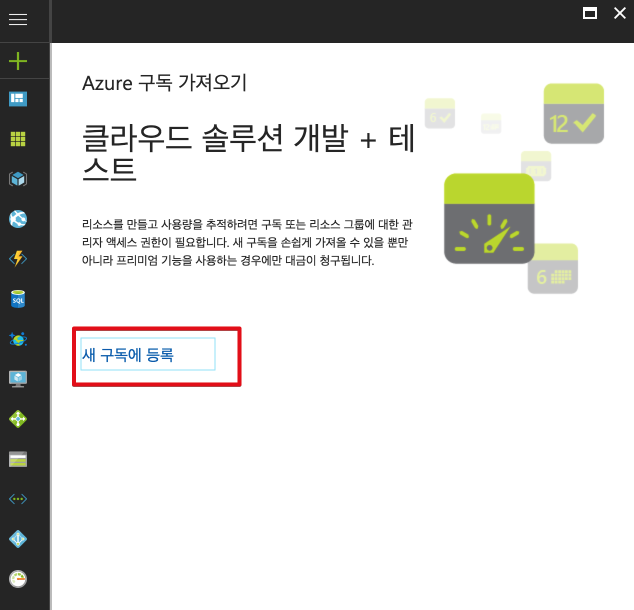 Azure 구독 가져오기
클라우드 솔루션 개발 + 테
스트
리소스를 만들고 사용량을 추적하려면 구독 또는 리소스 그룹에 대한 관
리자 액세스 권한이 필요합니다. 새 구독을 손쉽게 가져올 수 있을 뿐만
아니라 프리미엄 기능을 사용하는 경우에만 대금이 청구됩니다.
새 구독에 등록
6
12
6
SQL